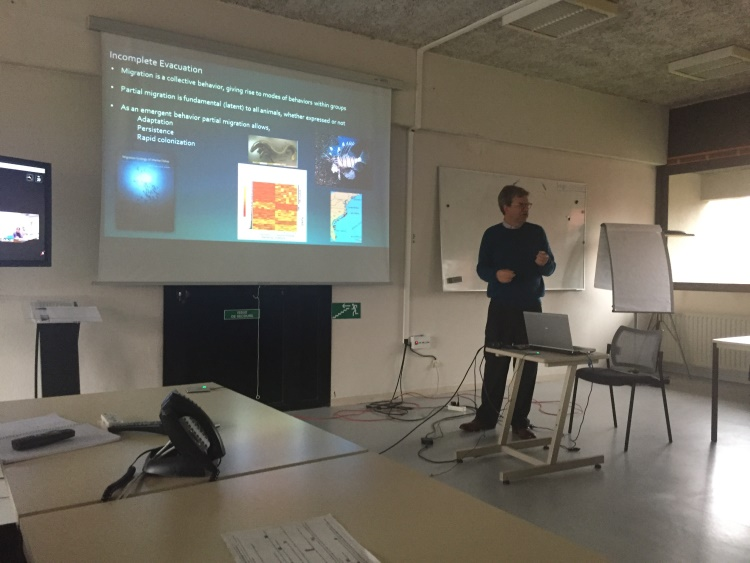 Incomplete Evacuation
• Migration is a collective behavior, giving rise to modes of behaviors within groups
• Partial migration is fundamental (latent) to all animals, whether expressed or not
• As an emergent behavior partial migration allows,
Adaptation
Persistence
Rapid colonization